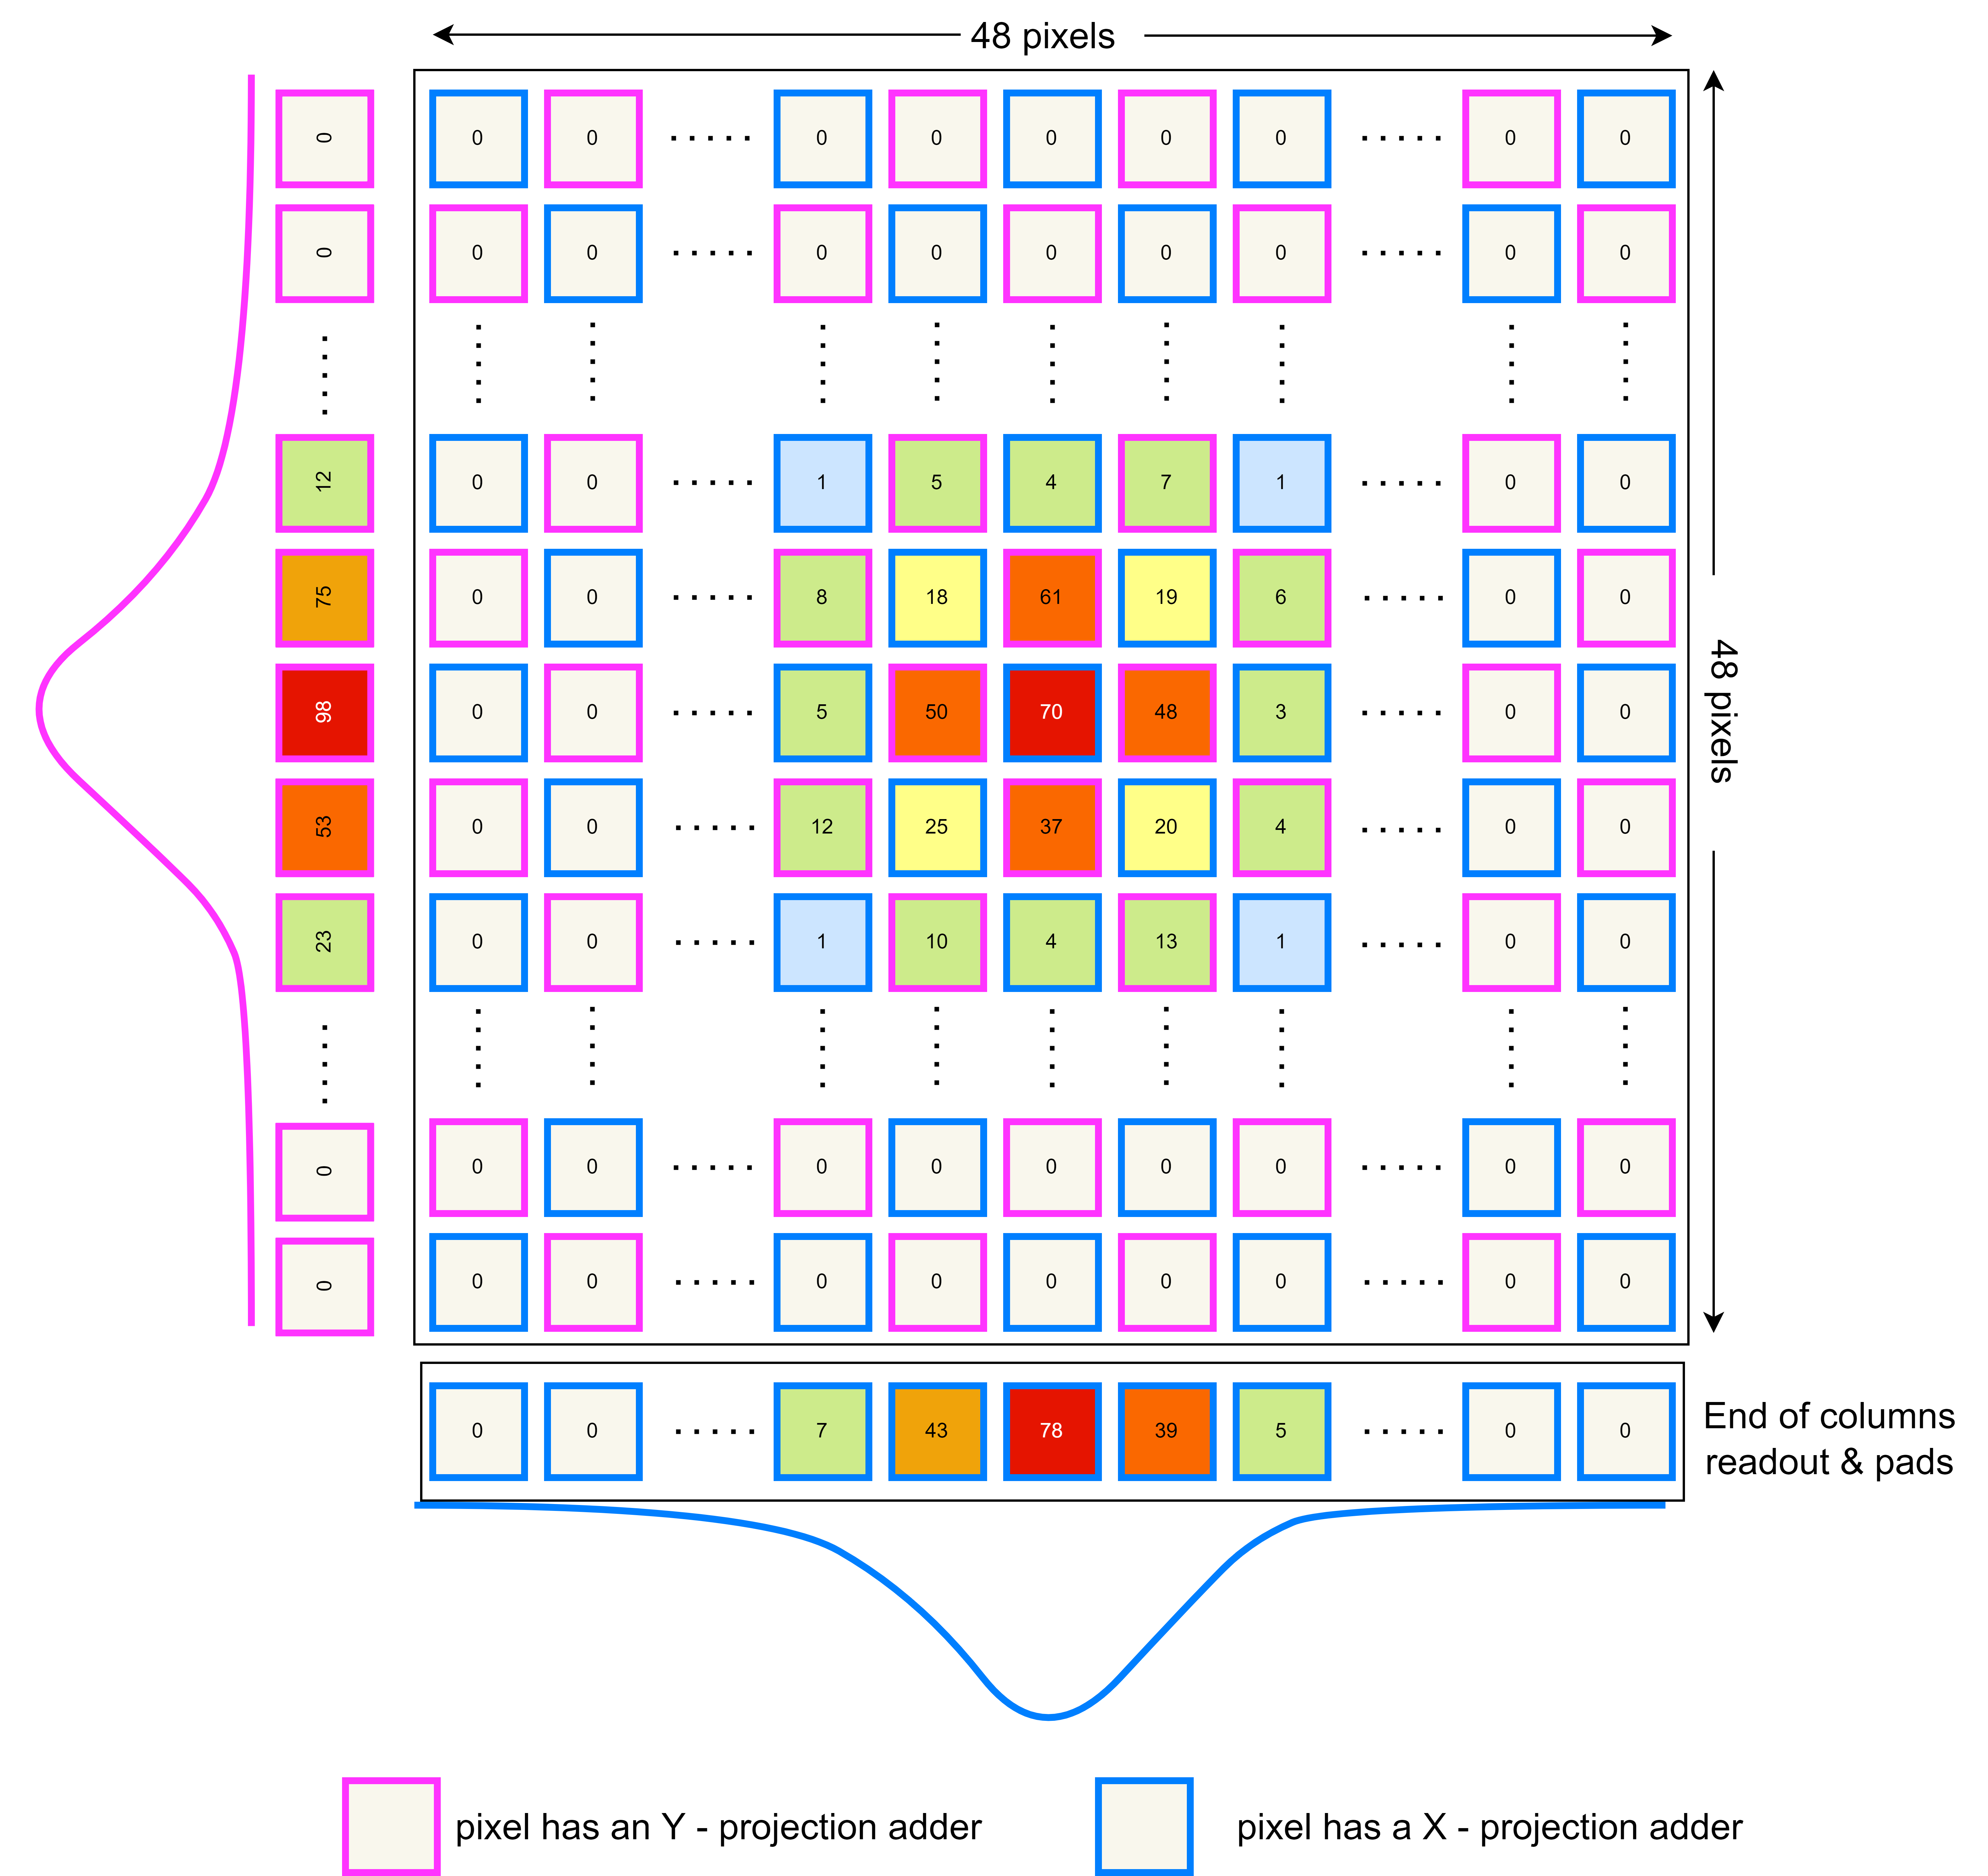 48 pixels
0 0 0 0 0 0 0 0 0 0
0 0 0 0 0 0 0 0 0 0
12 0 0 1 5 4 7 1 0 0
75 0 0 8 18 61 19 6 0 0
98 0 0 5 50 70 48 3 0 0
48 pixels
53 0 0 12 25 37 20 4 0 0
23 0 0 1 10 4 13 1 0 0
0 0 0 0 0 0 0 0 0 0
0 0 0 0 0 0 0 0 0 0
0 0 7 43 78 39 5 0 0
End of columns
readout & pads
pixel has an Y - projection adder
pixel has a X - projection adder